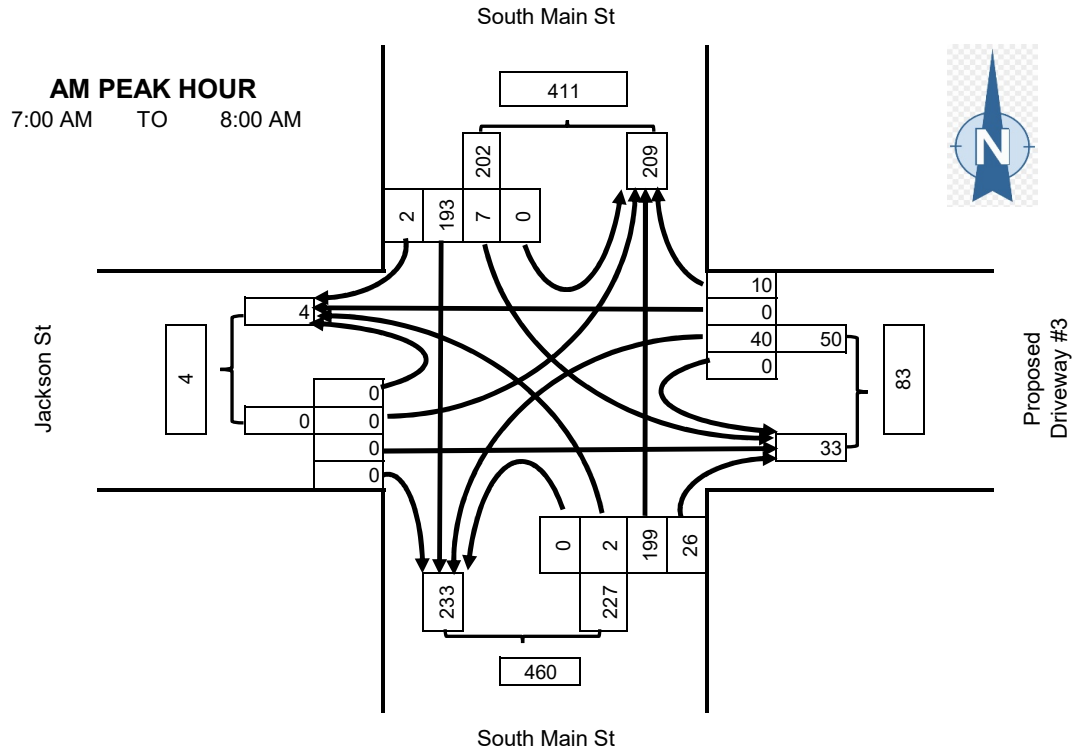 South Main St
AM PEAK HOUR
7:00 AM TO 8:00 AM
411
N
202
209
2 193 7 0
10
4
0
40 50
0
Jackson St
4
83
Proposed
Driveway #3
0
0 0
0
0
33
0 2 199 26
233
227
460
South Main St